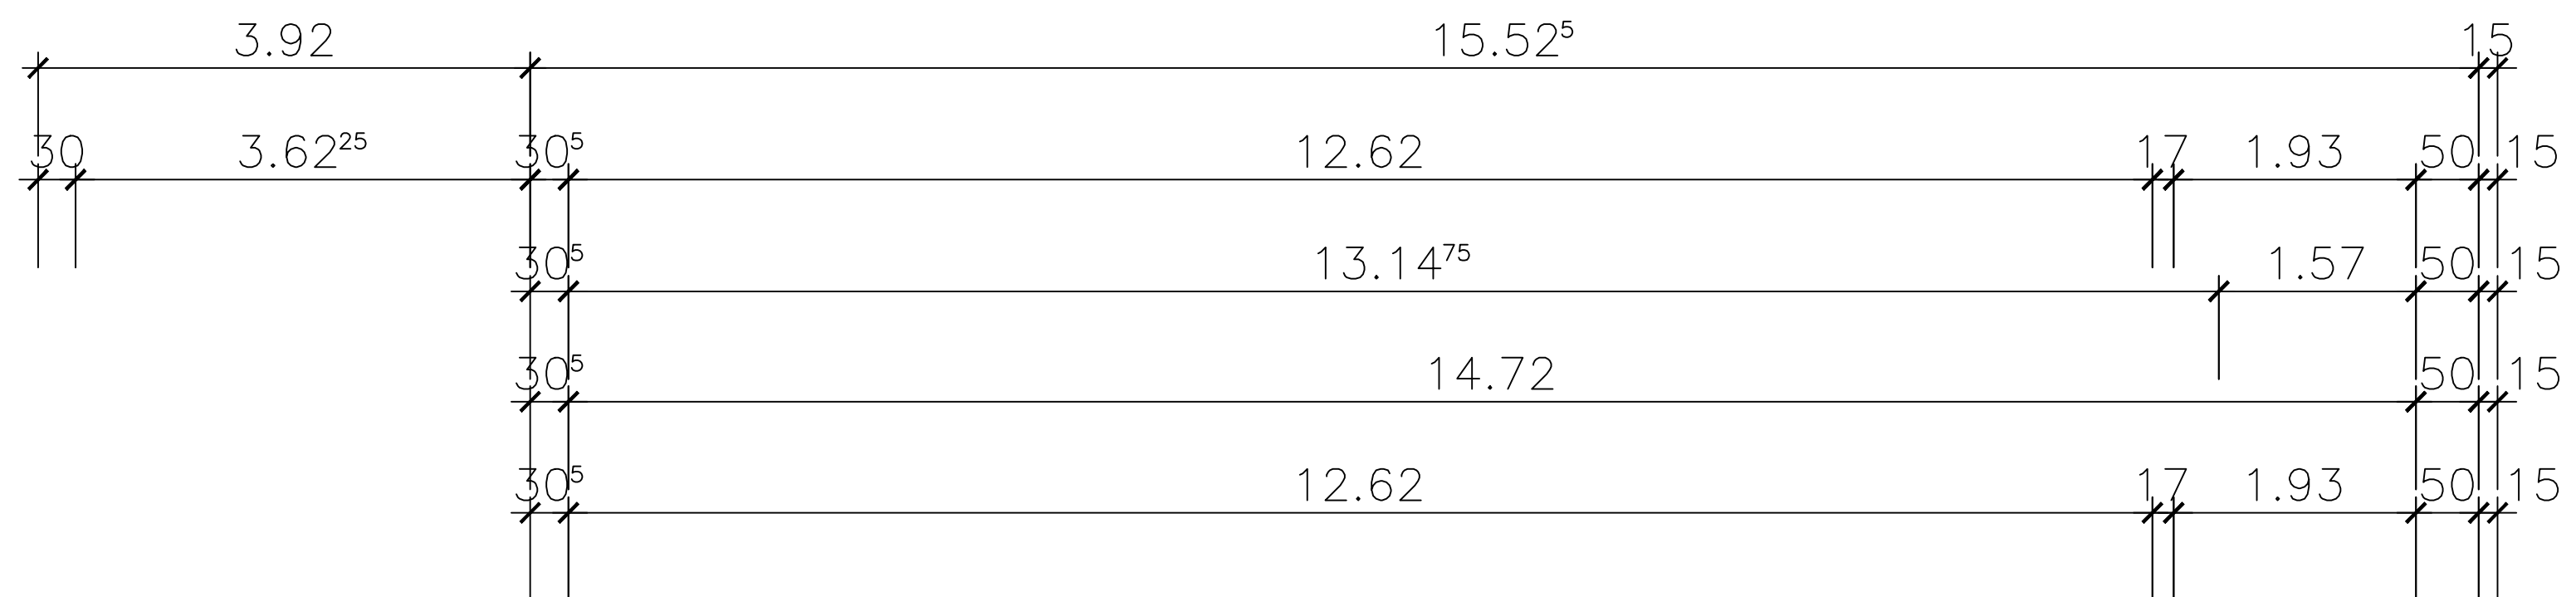 3.92 15.52⁵ 15
30 3.62²⁵ 30⁵ 12.62 17 1.93 50 15
30⁵ 13.14⁷⁵ 1.57 50 15
30⁵ 14.72 50 15
30⁵ 12.62 17 1.93 50 15